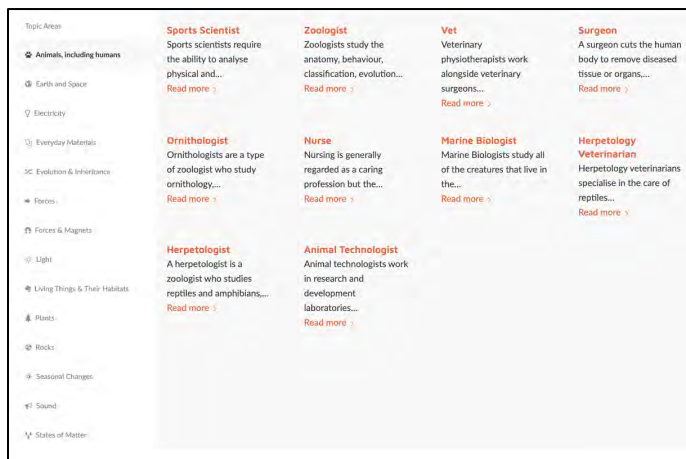 Topic Areas
Animals, including humans
Earth and Space
Electricity
Everyday Materials
Evolution & Inheritance
Forces
Forces & Magnets
Light
Living Things & Their Habitats
Plants
Rocks
Seasonal Changes
Sound
States of Matter
Sports Scientist
Sports scientists require
the ability to analyse
physical and...
Read more
Zoologist
Zoologists study the
anatomy, behaviour,
classification, evolution...
Read more
Vet
Veterinary
physiotherapists work
alongside veterinary
surgeons...
Read more
Surgeon
A surgeon cuts the human
body to remove diseased
tissue or organs,...
Read more
Ornithologist
Ornithologists are a type
of zoologist who study
ornithology,...
Read more
Nurse
Nursing is generally
regarded as a caring
profession but the...
Read more
Marine Biologist
Marine Biologists study all
of the creatures that live in
the...
Read more
Herpetology
Veterinarian
Herpetology veterinarians
specialise in the care of
reptiles...
Read more
Herpetologist
A herpetologist is a
zoologist who studies
reptiles and amphibians,...
Read more
Animal Technologist
Animal technologists work
in research and
development
laboratories...
Read more